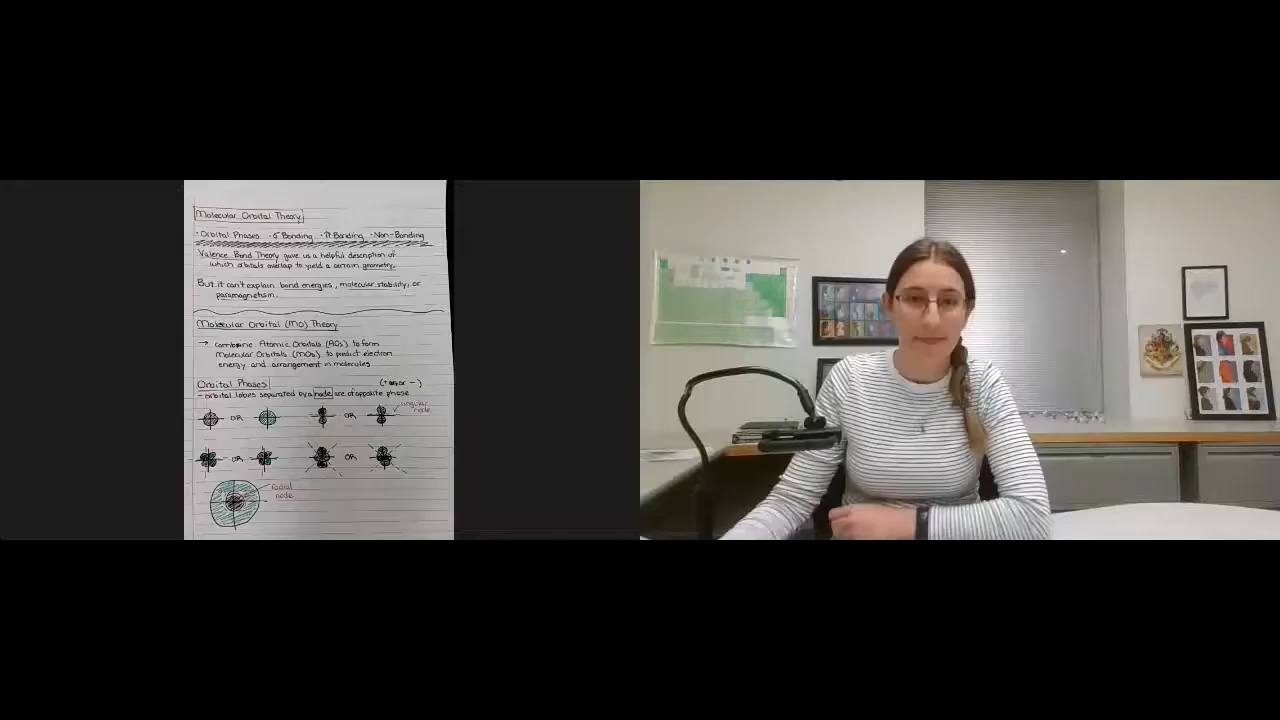 Molecular Orbital Theory
· Orbital Phases · σ Bonding · π Bonding · Non-Bonding
Valence Bond Theory gave us a helpful description of
which orbitals overlap to yield a certain geometry.
But it can't explain bond energies, molecular stability, or
paramagnetism.
Molecular Orbital (MO) Theory
→ combine Atomic Orbitals (AOs) to form
Molecular Orbitals (MOs) to predict electron
energy and arrangement in molecules
Orbital Phases (+ or -)
- orbital lobes separated by a node are of opposite phase
OR OR angular
node
OR OR
radial
node